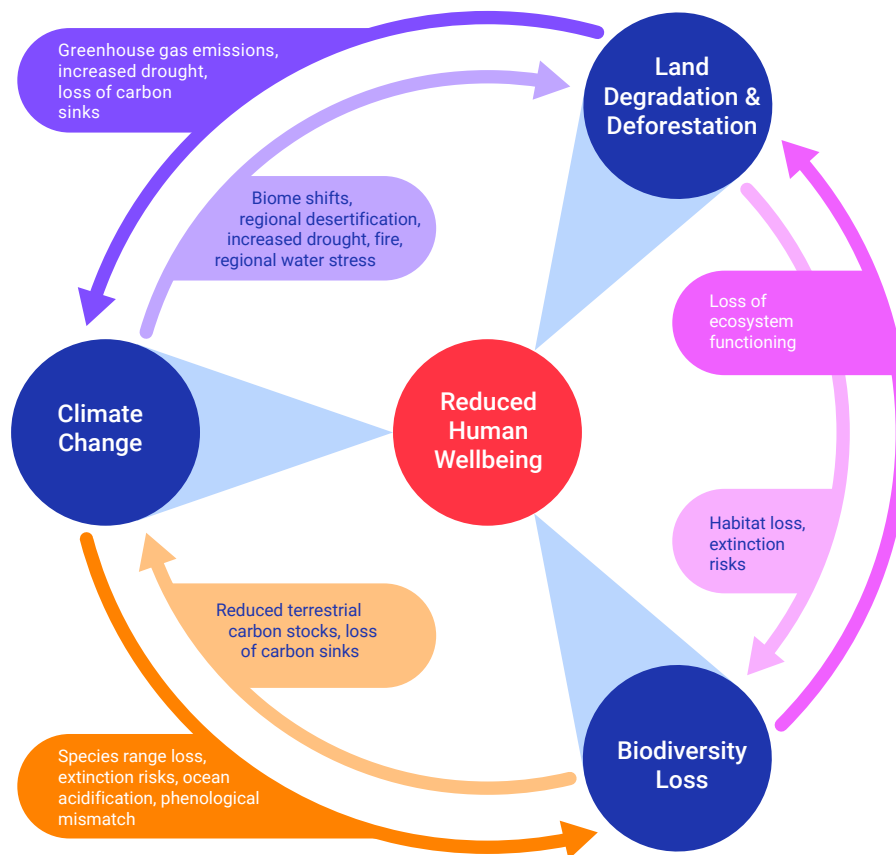 Greenhouse gas emissions,
increased drought,
loss of carbon
sinks
Land
Degradation &
Deforestation
Biome shifts,
regional desertification,
increased drought, fire,
regional water stress
Loss of
ecosystem
functioning
Climate
Change
Reduced
Human
Wellbeing
Habitat loss,
extinction
risks
Reduced terrestrial
carbon stocks, loss
of carbon sinks
Species range loss,
extinction risks, ocean
acidification, phenological
mismatch
Biodiversity
Loss